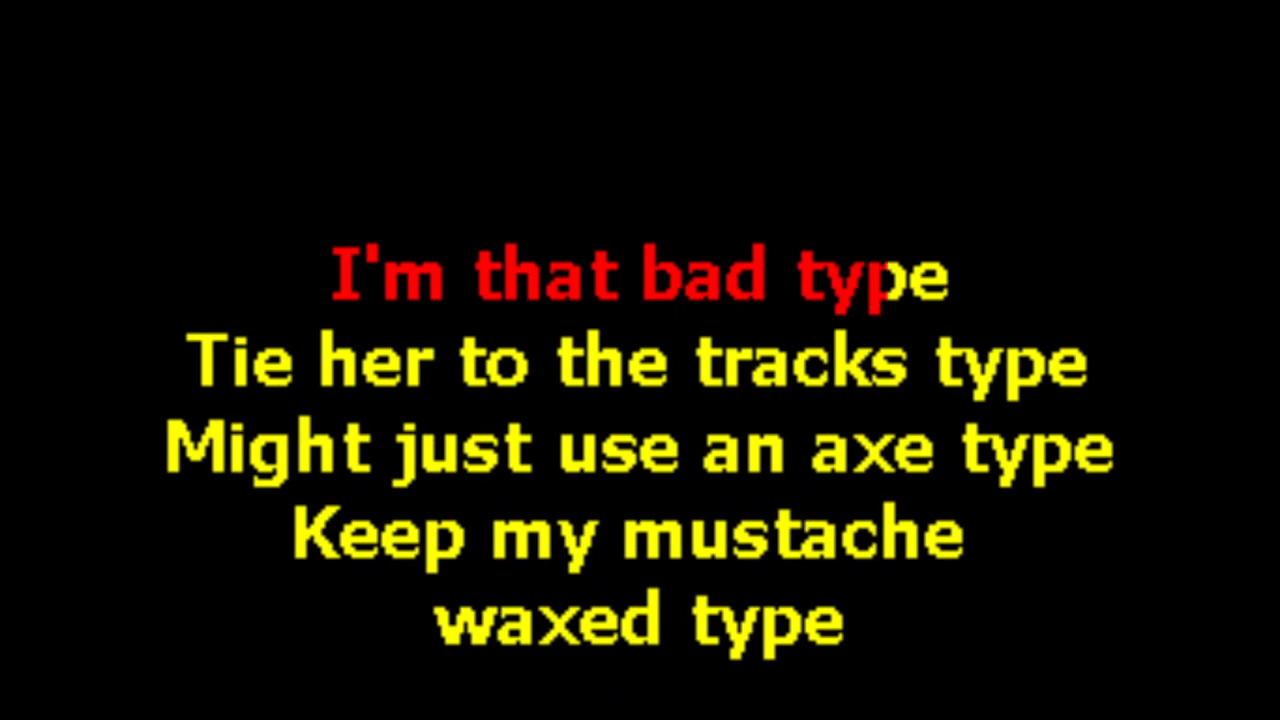 I'm that bad type
Tie her to the tracks type
Might just use an axe type
Keep my mustache
waxed type